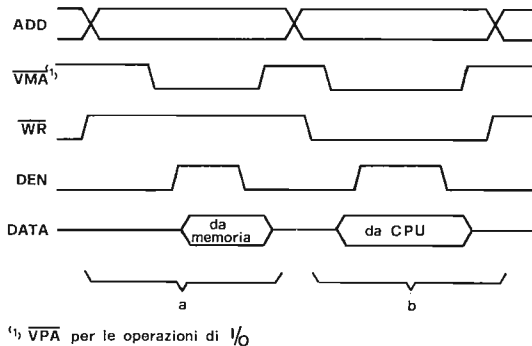 ADD
VMA(1)
WR
DEN
DATA
da
memoria
da CPU
a
b
(1) VPA per le operazioni di I/O